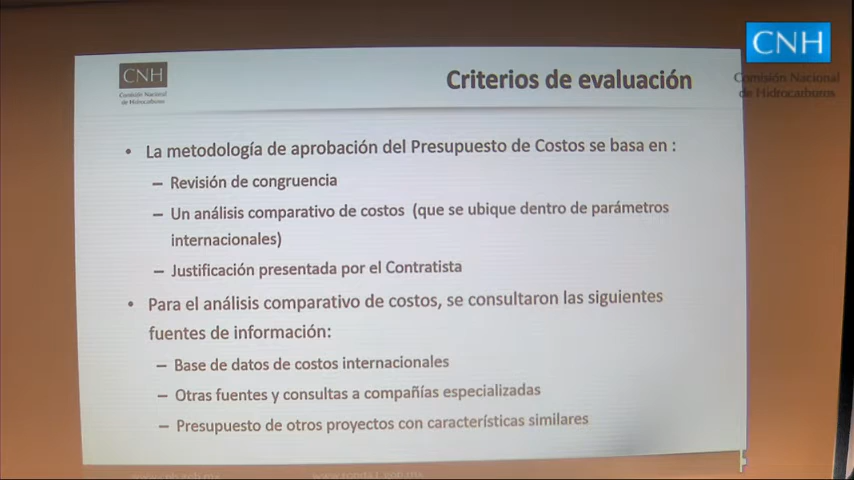 CNH
Comisión Nacional
de Hidrocarburos
CNH
Comisión Nacional
de Hidrocarburos
Criterios de evaluación
• La metodología de aprobación del Presupuesto de Costos se basa en :
– Revisión de congruencia
– Un análisis comparativo de costos (que se ubique dentro de parámetros
internacionales)
– Justificación presentada por el Contratista
• Para el análisis comparativo de costos, se consultaron las siguientes
fuentes de información:
– Base de datos de costos internacionales
– Otras fuentes y consultas a compañías especializadas
– Presupuesto de otros proyectos con características similares